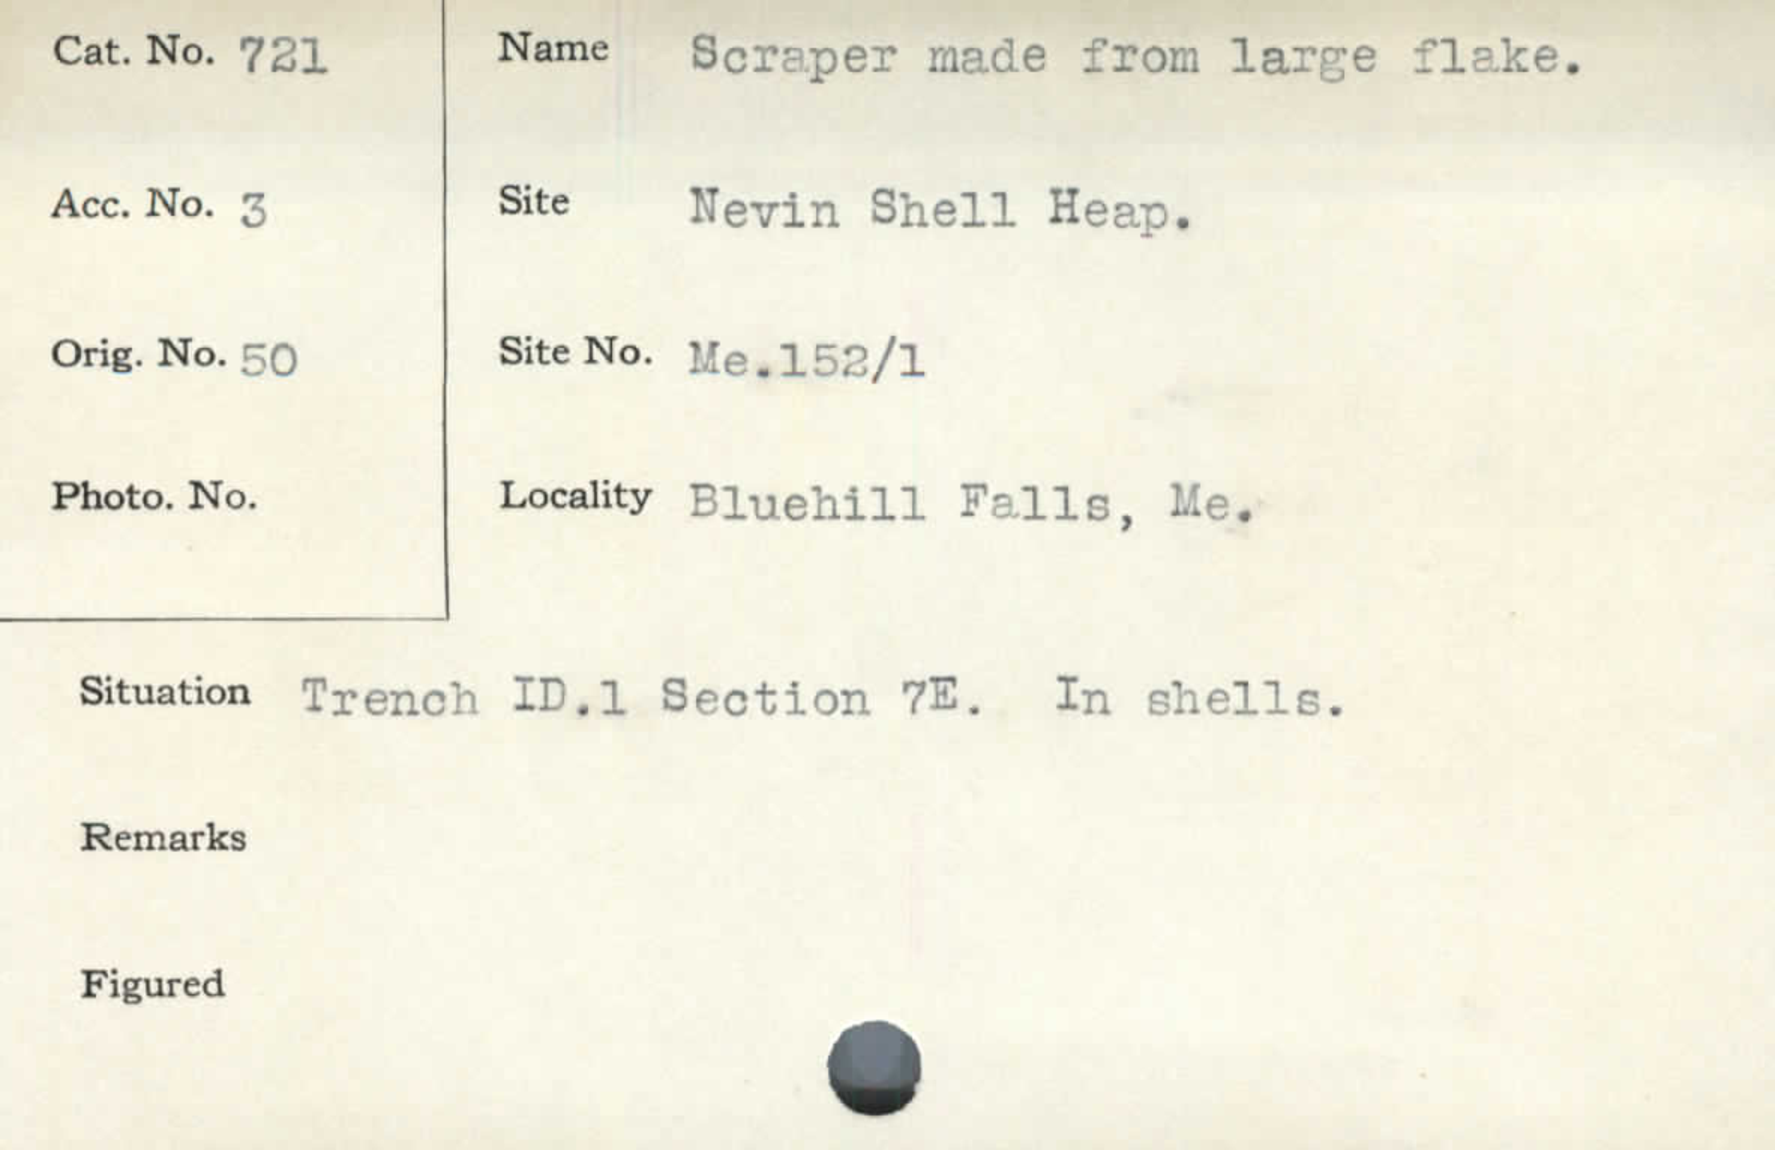 Cat. No. 721
Name Scraper made from large flake.
Acc. No. 3
Site Nevin Shell Heap.
Orig. No. 50
Site No. Me.152/1
Photo. No.
Locality Bluehill Falls, Me.
Situation Trench ID.1 Section 7E. In shells.
Remarks
Figured